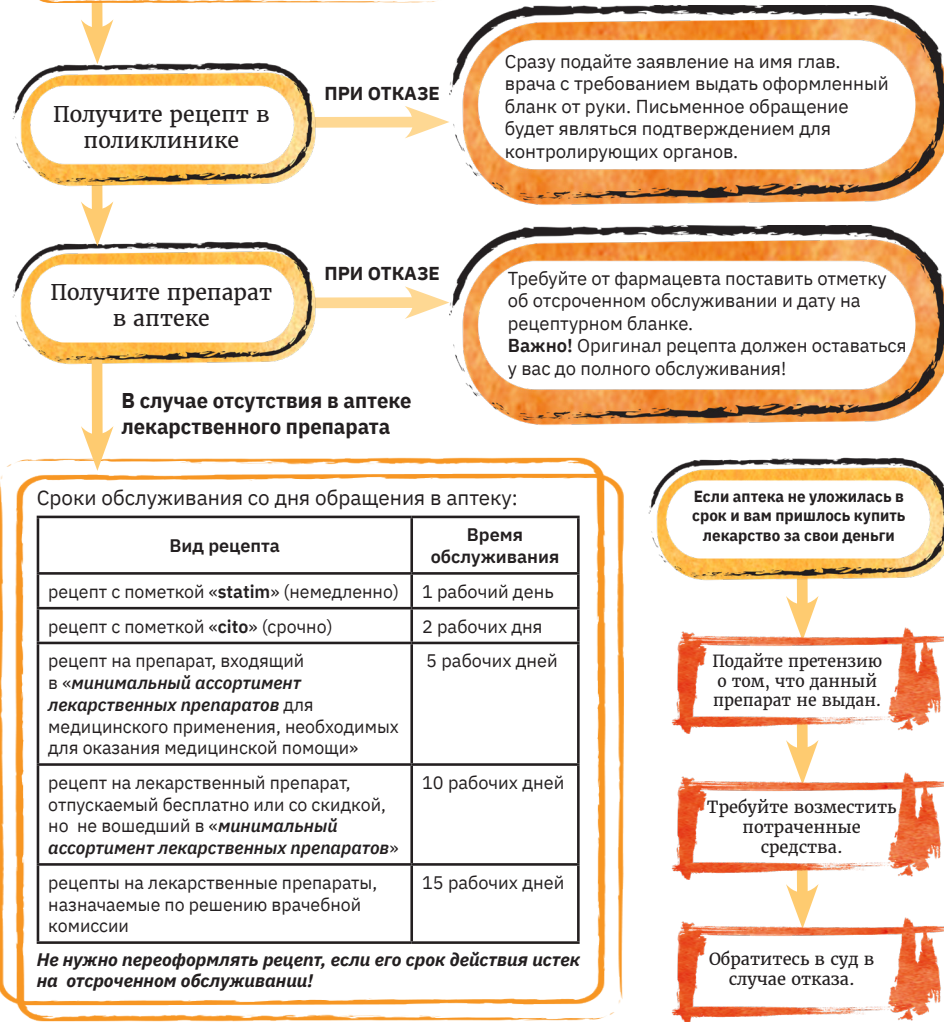 Получите рецепт в
поликлинике
ПРИ ОТКАЗЕ
Сразу подайте заявление на имя глав.
врача с требованием выдать оформленный
бланк от руки. Письменное обращение
будет являться подтверждением для
контролирующих органов.
Получите препарат
в аптеке
ПРИ ОТКАЗЕ
Требуйте от фармацевта поставить отметку
об отсроченном обслуживании и дату на
рецептурном бланке.
Важно! Оригинал рецепта должен оставаться
у вас до полного обслуживания!
В случае отсутствия в аптеке
лекарственного препарата
Сроки обслуживания со дня обращения в аптеку:
Вид рецепта
Время
обслуживания
рецепт с пометкой «statim» (немедленно)
1 рабочий день
рецепт с пометкой «cito» (срочно)
2 рабочих дня
рецепт на препарат, входящий
в «минимальный ассортимент
лекарственных препаратов для
медицинского применения, необходимых
для оказания медицинской помощи»
5 рабочих дней
рецепт на лекарственный препарат,
отпускаемый бесплатно или со скидкой,
но не вошедший в «минимальный
ассортимент лекарственных препаратов»
10 рабочих дней
рецепты на лекарственные препараты,
назначаемые по решению врачебной
комиссии
15 рабочих дней
Не нужно переоформлять рецепт, если его срок действия истек
на отсроченном обслуживании!
Если аптека не уложилась в
срок и вам пришлось купить
лекарство за свои деньги
Подайте претензию
о том, что данный
препарат не выдан.
Требуйте возместить
потраченные
средства.
Обратитесь в суд в
случае отказа.